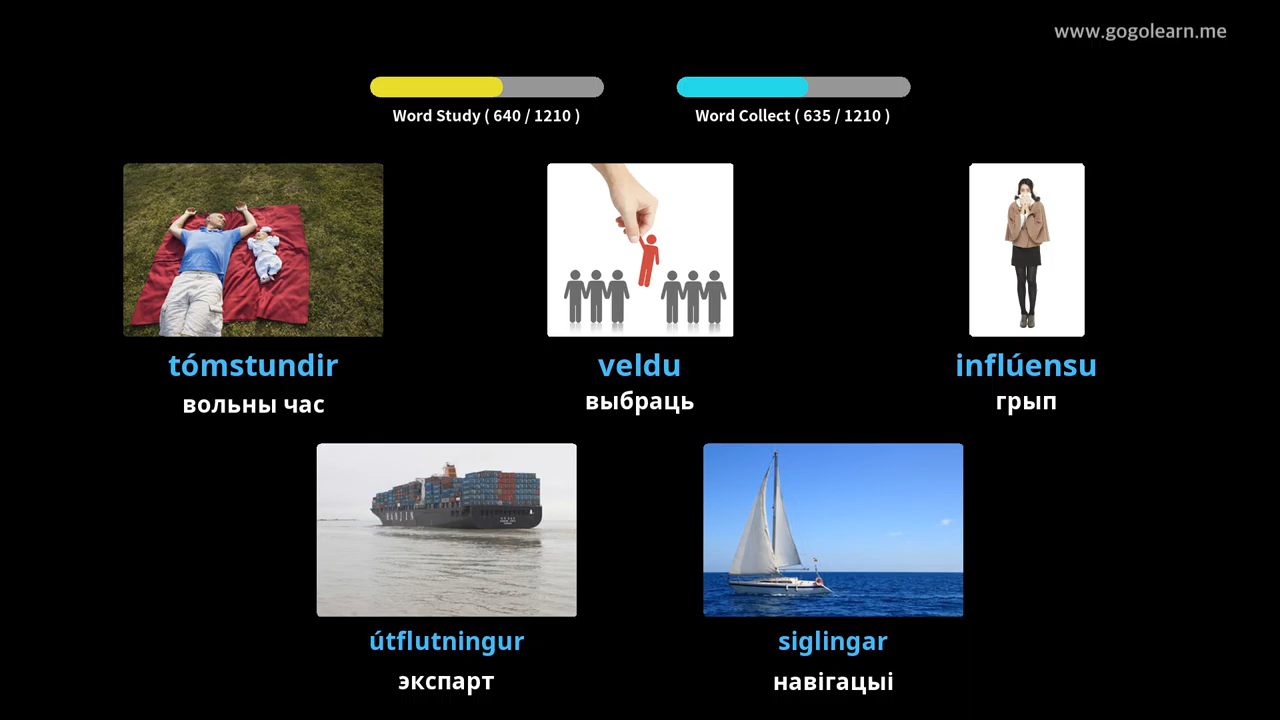 www.gogolearn.me
Word Study ( 640 / 1210 )
Word Collect ( 635 / 1210 )
tómstundir
вольны час
veldu
выбраць
inflúensu
грып
HANJIN
útflutningur
экспарт
siglingar
навігацыі